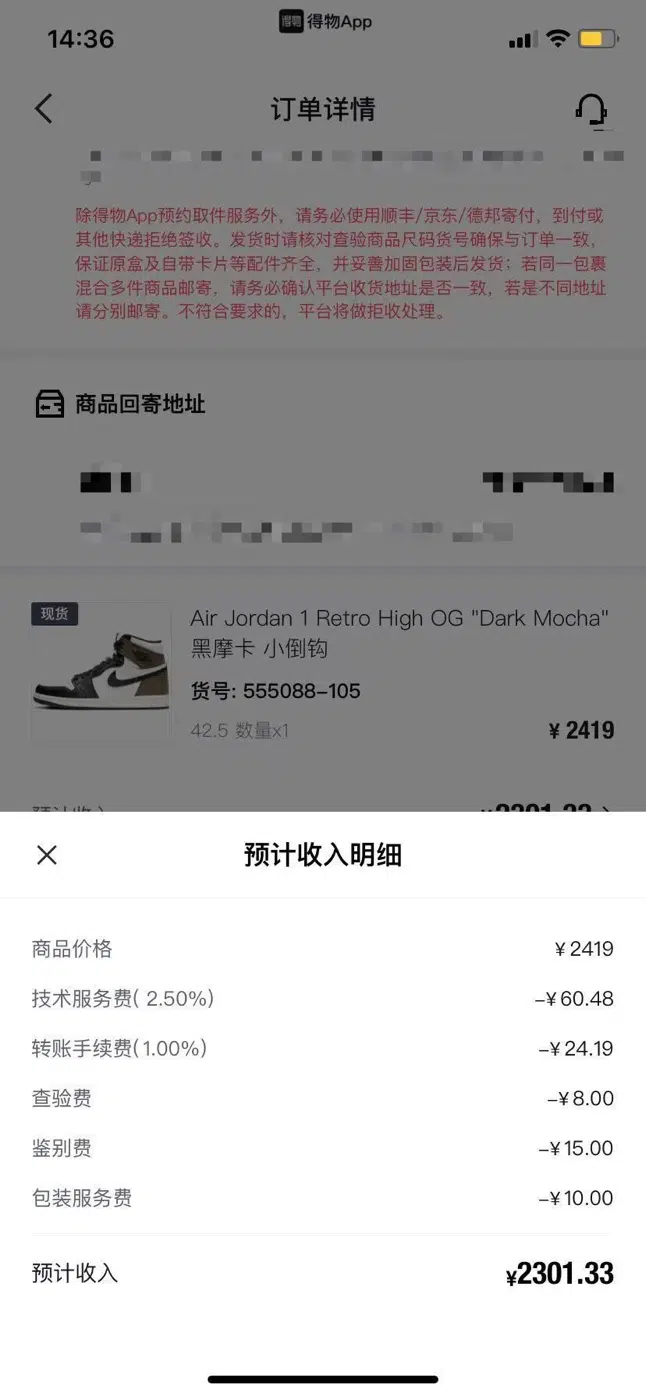 14:36
得物App
订单详情
除得物App预约取件服务外，请务必使用顺丰/京东/德邦寄付，到付或
其他快递拒绝签收。发货时请核对查验商品尺码货号确保与订单一致，
保证原盒及自带卡片等配件齐全，并妥善加固包装后发货；若同一包裹
混合多件商品邮寄，请务必确认平台收货地址是否一致，若是不同地址
请分别邮寄。不符合要求的，平台将做拒收处理。
商品回寄地址
现货
Air Jordan 1 Retro High OG "Dark Mocha"
黑摩卡 小倒钩
货号: 555088-105
42.5 数量x1 ¥ 2419
预计收入 ¥2301.33
预计收入明细
商品价格 ¥2419
技术服务费( 2.50%) -¥60.48
转账手续费(1.00%) -¥24.19
查验费 -¥8.00
鉴别费 -¥15.00
包装服务费 -¥10.00
预计收入 ¥2301.33